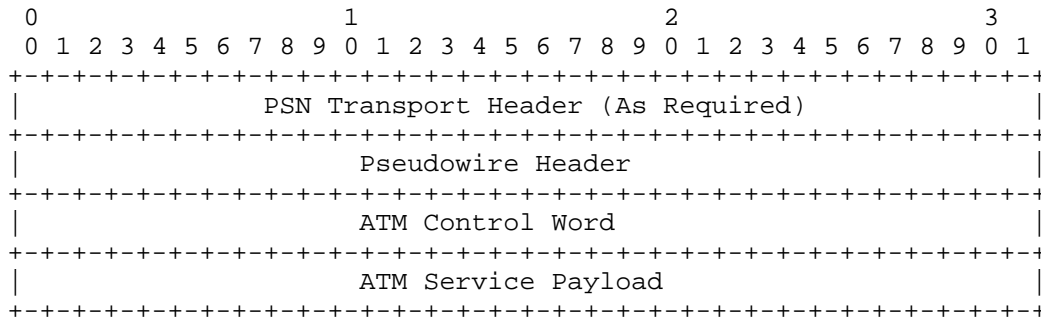 0                   1                   2                   3
 0 1 2 3 4 5 6 7 8 9 0 1 2 3 4 5 6 7 8 9 0 1 2 3 4 5 6 7 8 9 0 1
+-+-+-+-+-+-+-+-+-+-+-+-+-+-+-+-+-+-+-+-+-+-+-+-+-+-+-+-+-+-+-+-+
|               PSN Transport Header (As Required)              |
+-+-+-+-+-+-+-+-+-+-+-+-+-+-+-+-+-+-+-+-+-+-+-+-+-+-+-+-+-+-+-+-+
|                     Pseudowire Header                         |
+-+-+-+-+-+-+-+-+-+-+-+-+-+-+-+-+-+-+-+-+-+-+-+-+-+-+-+-+-+-+-+-+
|                     ATM Control Word                          |
+-+-+-+-+-+-+-+-+-+-+-+-+-+-+-+-+-+-+-+-+-+-+-+-+-+-+-+-+-+-+-+-+
|                     ATM Service Payload                       |
+-+-+-+-+-+-+-+-+-+-+-+-+-+-+-+-+-+-+-+-+-+-+-+-+-+-+-+-+-+-+-+-+